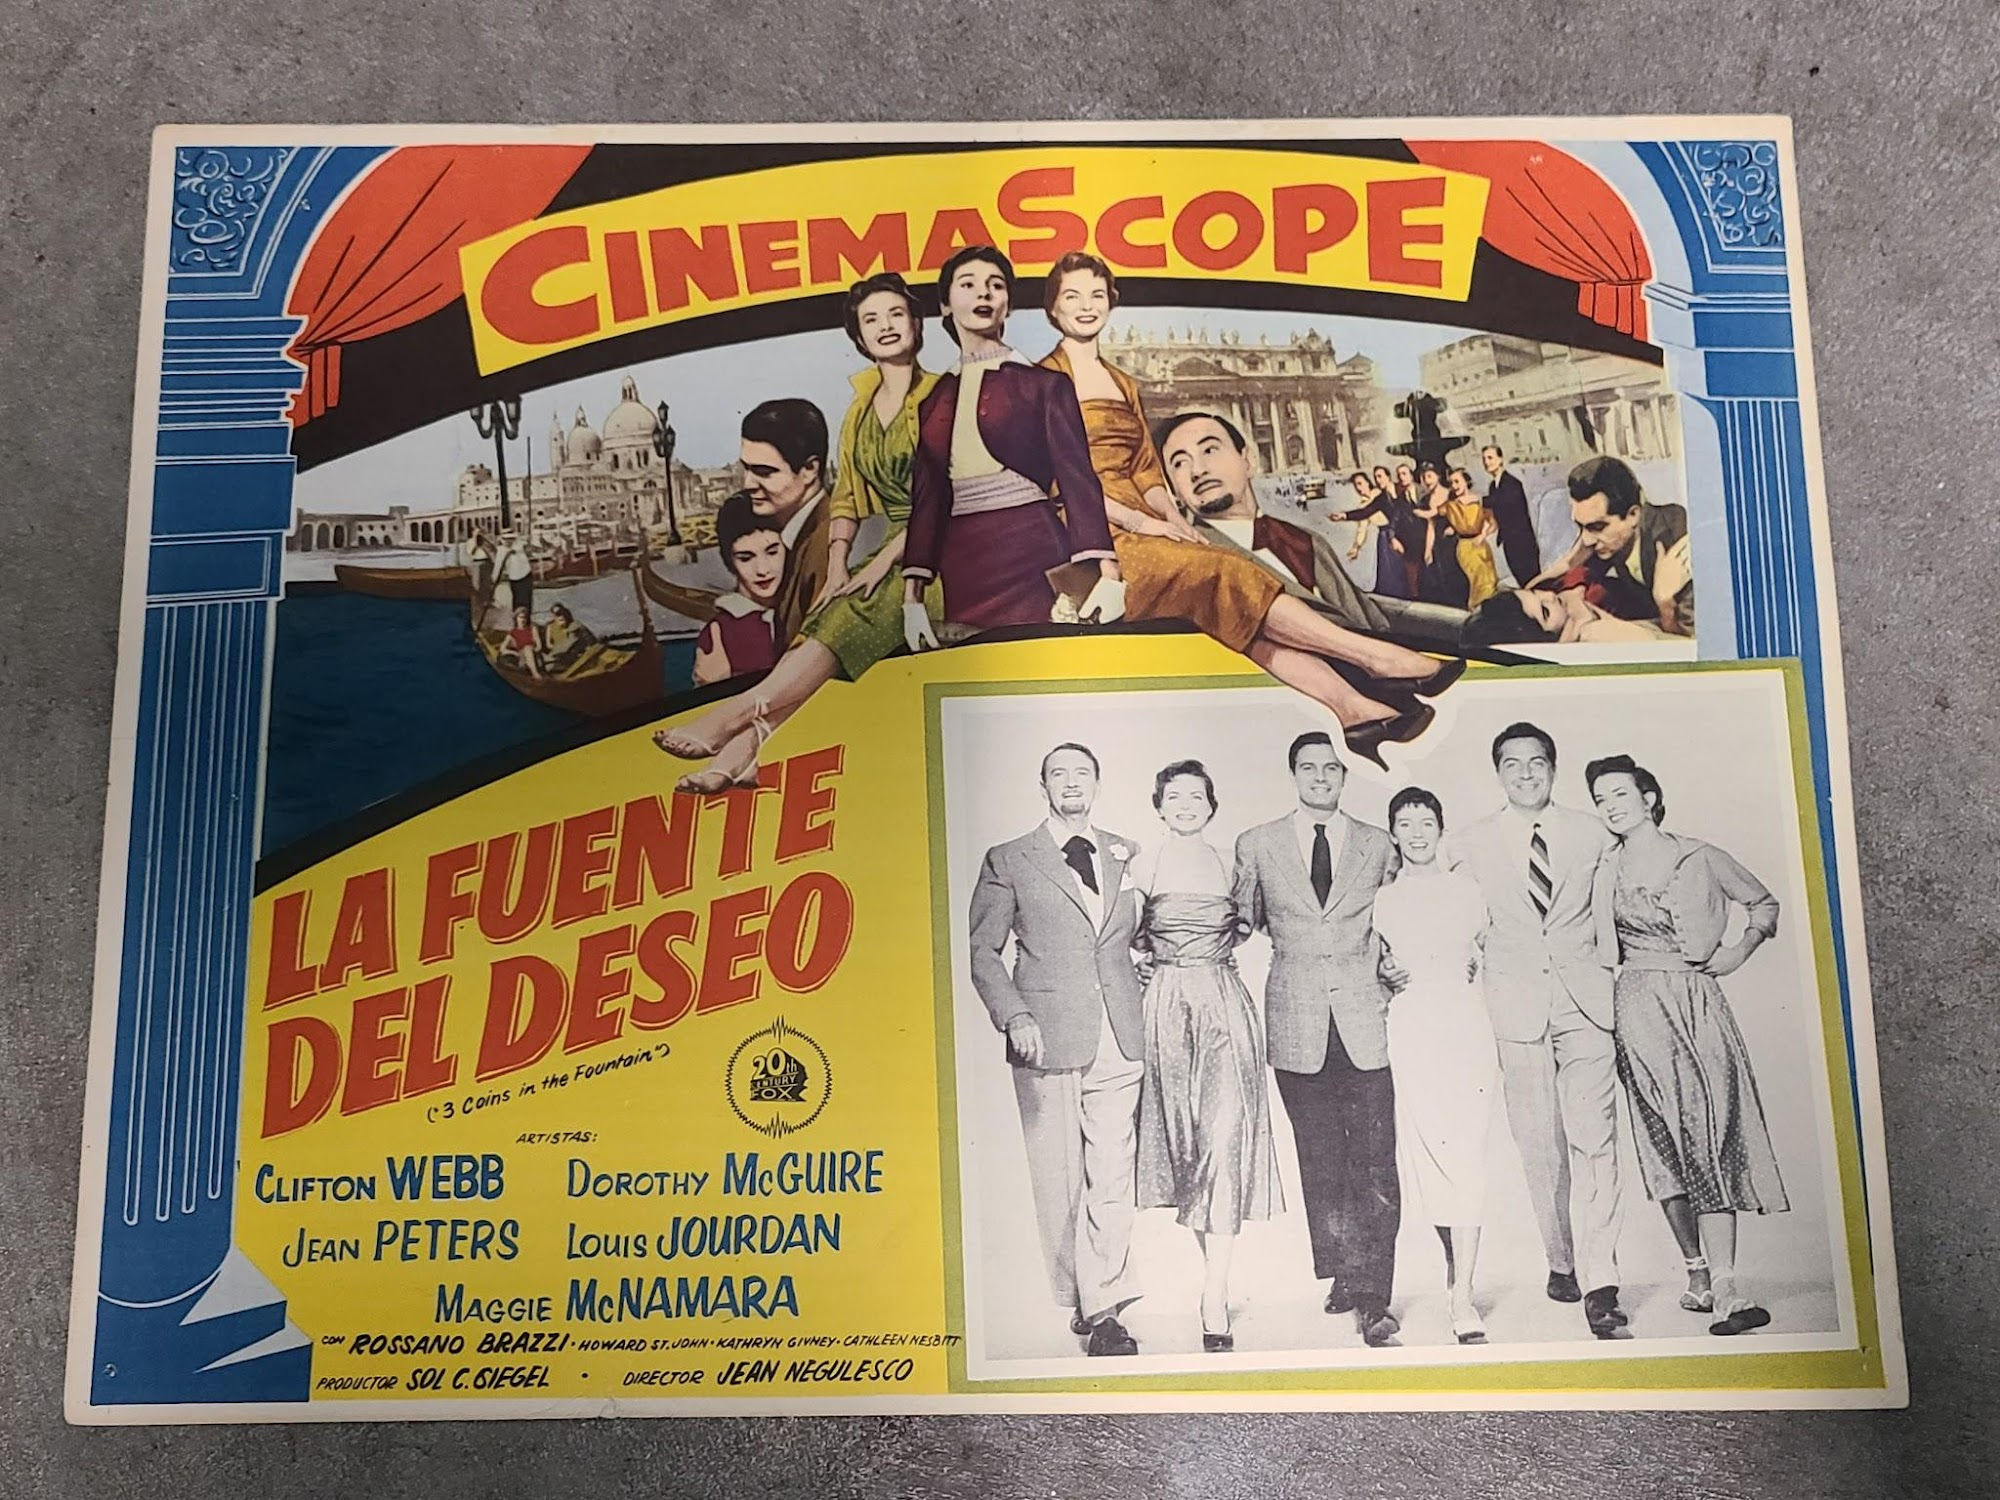 CINEMASCOPE
LA FUENTE
DEL DESEO
("3 Coins in the Fountain")
20th
CENTURY
FOX
ARTISTAS:
CLIFTON WEBB DOROTHY McGUIRE
JEAN PETERS LOUIS JOURDAN
MAGGIE McNAMARA
CON ROSSANO BRAZZI · HOWARD ST. JOHN · KATHRYN GIVNEY · CATHLEEN NESBITT
PRODUCTOR SOL C. SIEGEL · DIRECTOR JEAN NEGULESCO